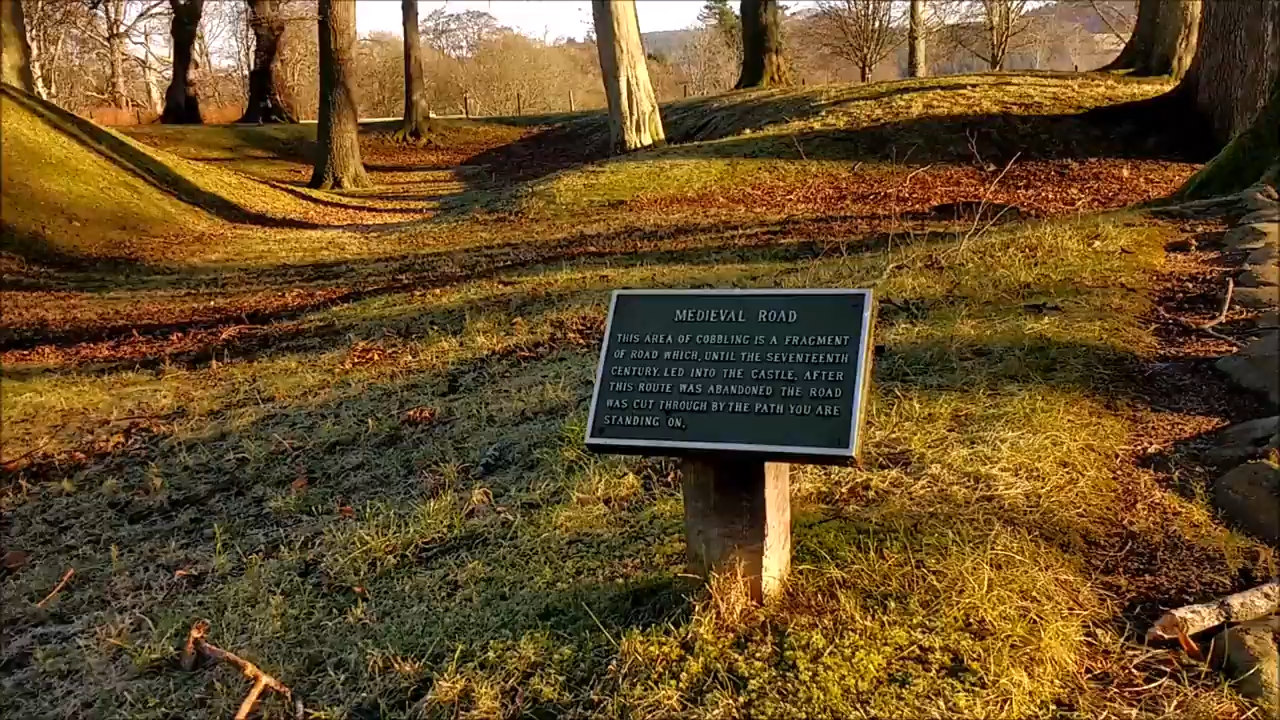 MEDIEVAL ROAD
THIS AREA OF COBBLING IS A FRAGMENT
OF ROAD WHICH, UNTIL THE SEVENTEENTH
CENTURY, LED INTO THE CASTLE, AFTER
THIS ROUTE WAS ABANDONED THE ROAD
WAS CUT THROUGH BY THE PATH YOU ARE
STANDING ON.